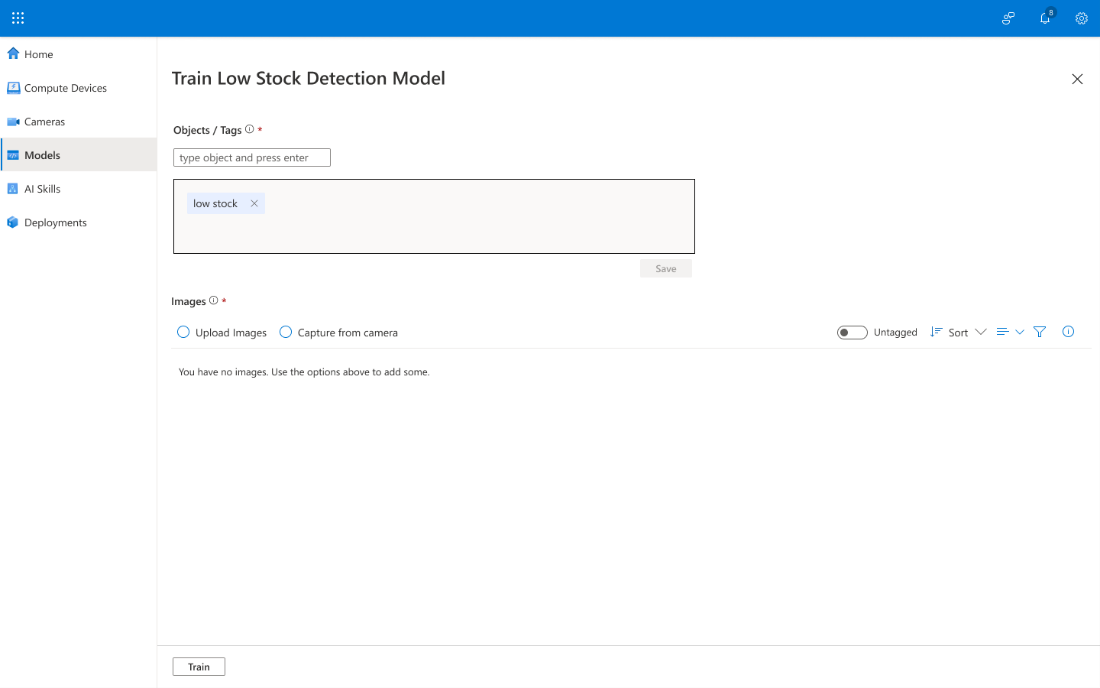 8
Home
Compute Devices
Cameras
Models
AI Skills
Deployments
Train Low Stock Detection Model
Objects / Tags *
type object and press enter
low stock
Save
Images *
Upload Images Capture from camera Untagged Sort
You have no images. Use the options above to add some.
Train